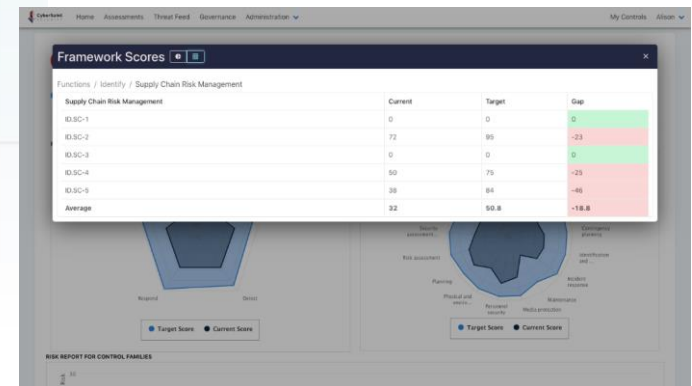 CyberSaint Home Assessments Threat Feed Governance Administration My Controls Alison
Framework Scores ×
Functions / Identify / Supply Chain Risk Management
Supply Chain Risk Management Current Target Gap
ID.SC-1 0 0 0
ID.SC-2 72 95 -23
ID.SC-3 0 0 0
ID.SC-4 50 75 -25
ID.SC-5 38 84 -46
Average 32 50.8 -18.8
Security assessment...
Contingency planning
Risk assessment
Identification and ...
Planning
Incident response
Physical and
Personnel security
Media protection
Maintenance
Respond Detect
Target Score Current Score
Target Score Current Score
RISK REPORT FOR CONTROL FAMILIES
Risk